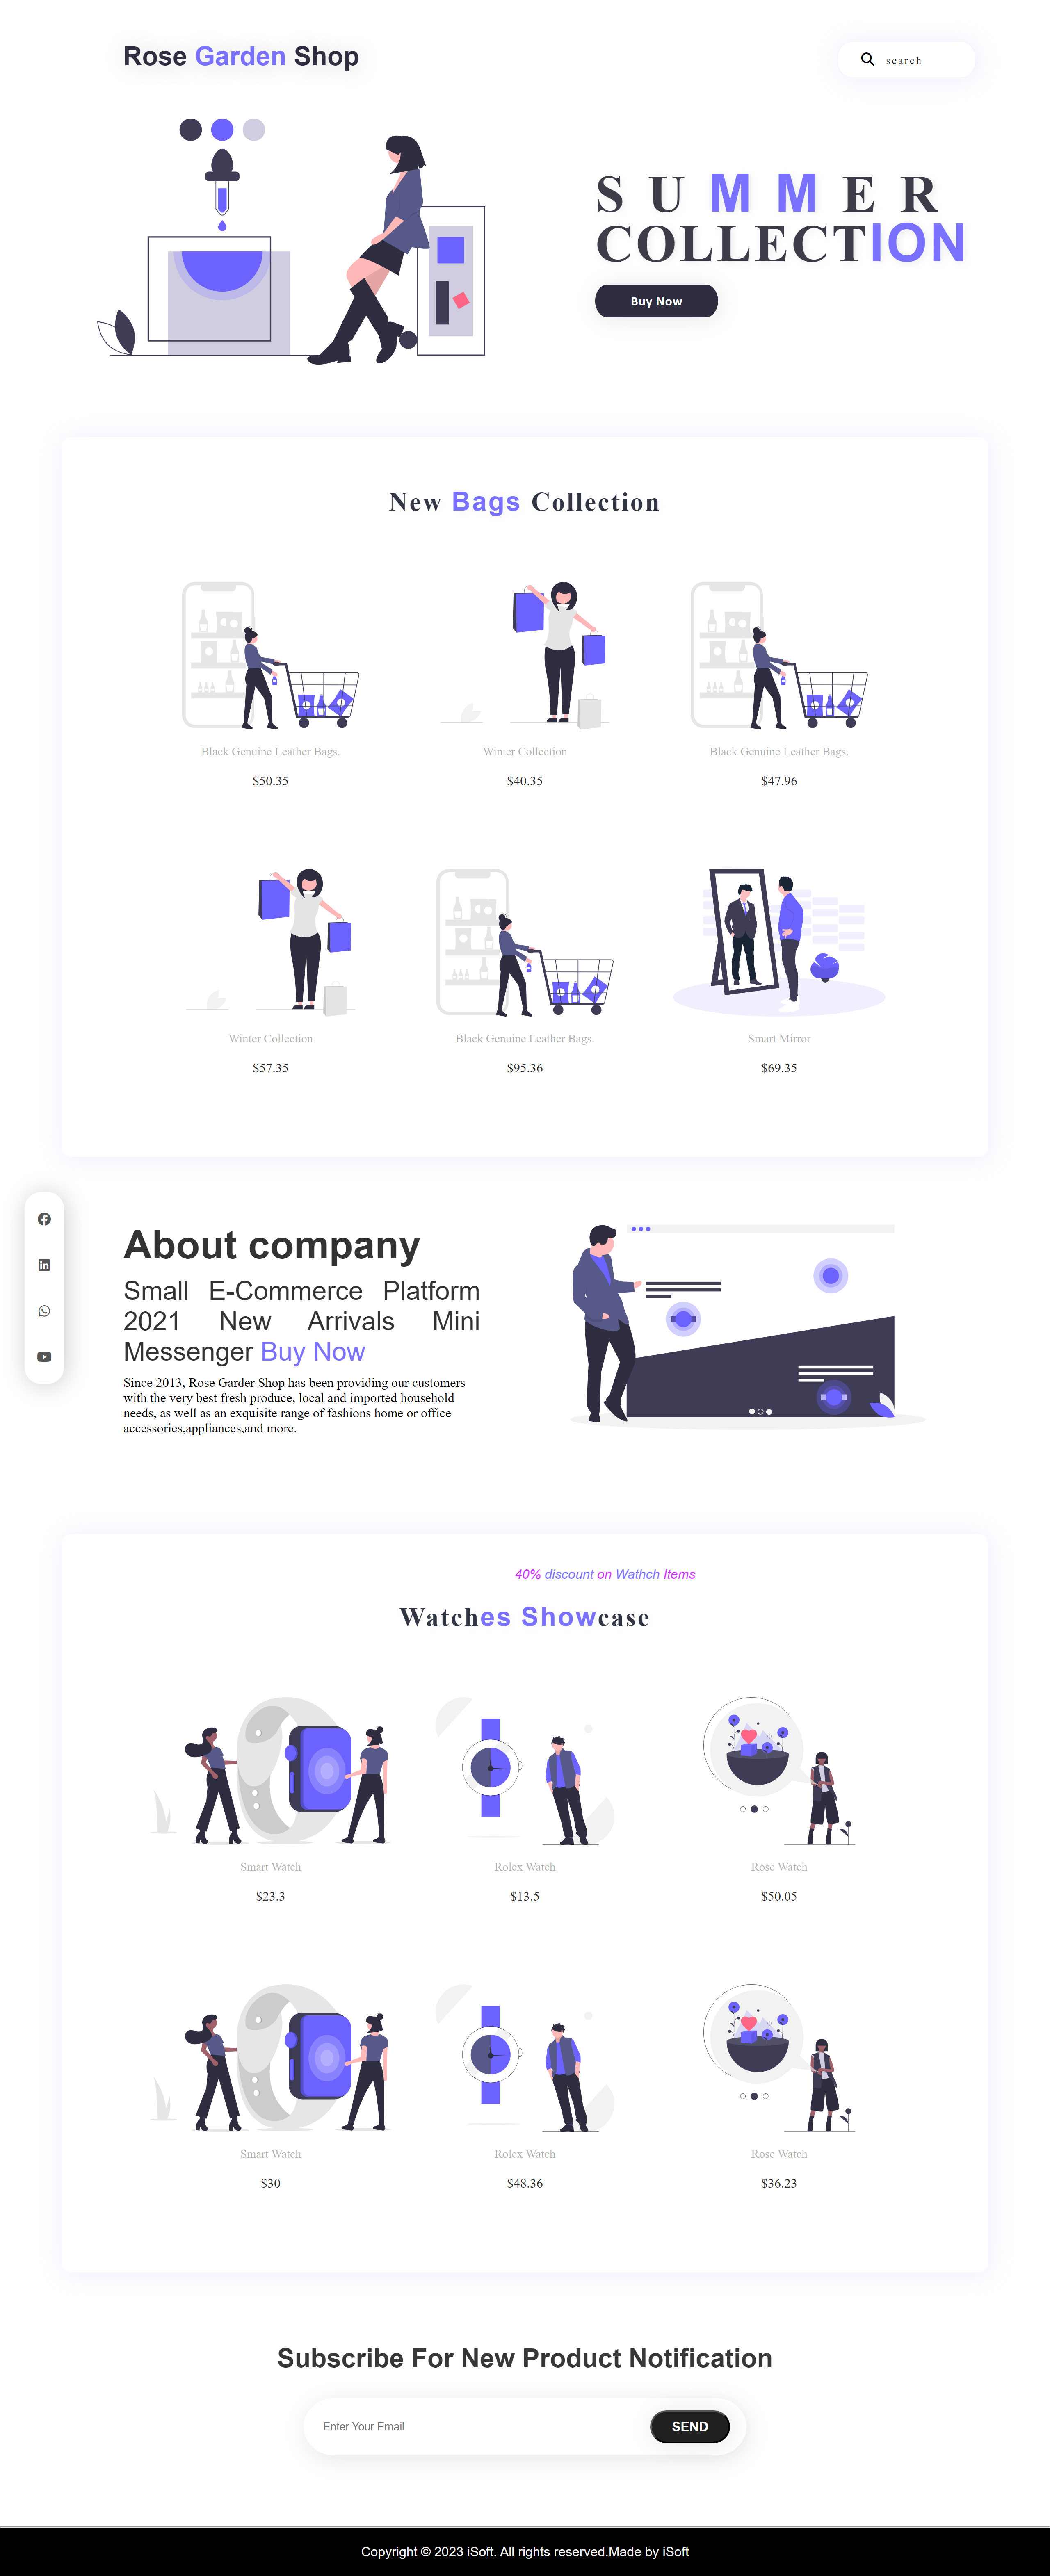 Rose Garden Shop
search
SUMMER
COLLECTION
Buy Now
New Bags Collection
Black Genuine Leather Bags.
$50.35
Winter Collection
$40.35
Black Genuine Leather Bags.
$47.96
Winter Collection
$57.35
Black Genuine Leather Bags.
$95.36
Smart Mirror
$69.35
About company
Small E-Commerce Platform
2021 New Arrivals Mini
Messenger Buy Now
Since 2013, Rose Garder Shop has been providing our customers
with the very best fresh produce, local and imported household
needs, as well as an exquisite range of fashions home or office
accessories,appliances,and more.
40% discount on Wathch Items
Watches Showcase
Smart Watch
$23.3
Rolex Watch
$13.5
Rose Watch
$50.05
Smart Watch
$30
Rolex Watch
$48.36
Rose Watch
$36.23
Subscribe For New Product Notification
Enter Your Email
SEND
Copyright © 2023 iSoft. All rights reserved.Made by iSoft